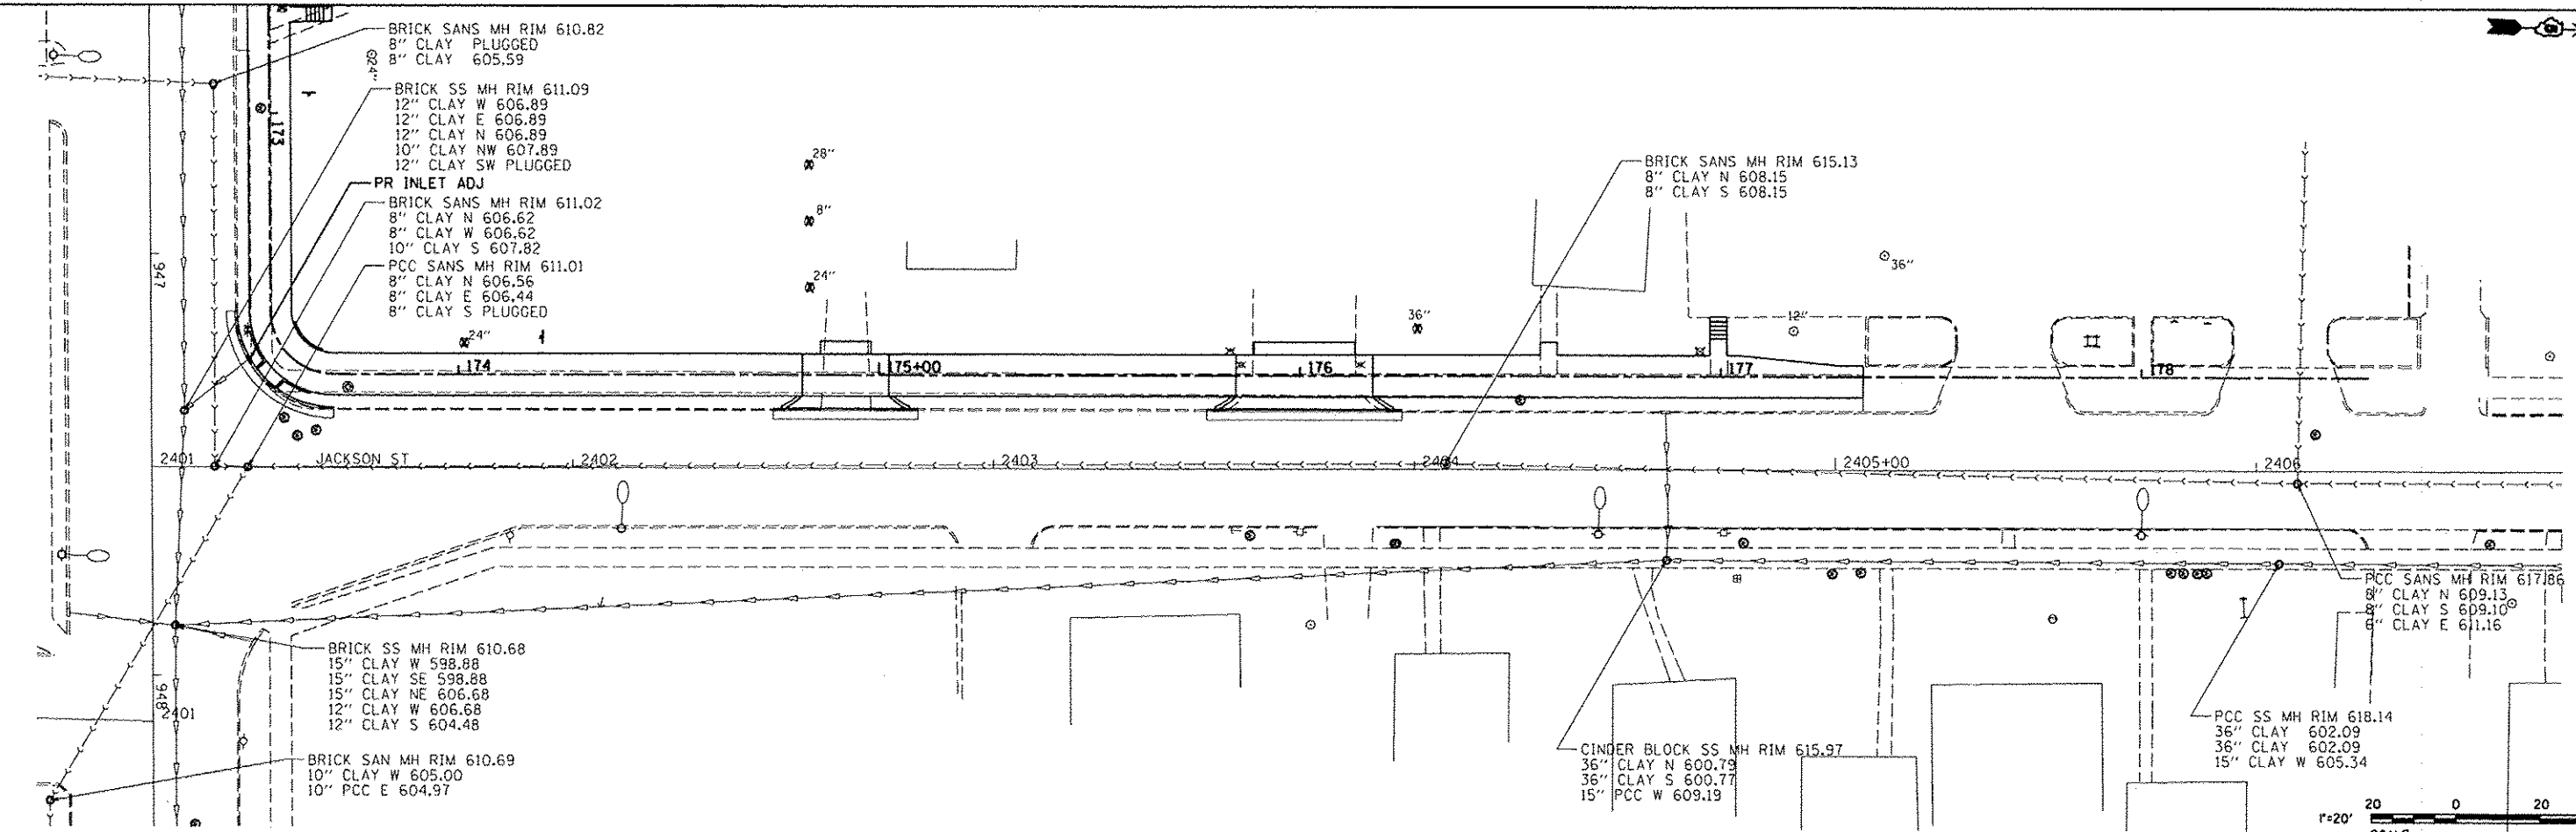 BRICK SANS MH RIM 610.82
8" CLAY PLUGGED
8" CLAY 605.59
24"
BRICK SS MH RIM 611.09
12" CLAY W 606.89
12" CLAY E 606.89
12" CLAY N 606.89
10" CLAY NW 607.89
12" CLAY SW PLUGGED
PR INLET ADJ
BRICK SANS MH RIM 611.02
8" CLAY N 606.62
8" CLAY W 606.62
10" CLAY S 607.82
PCC SANS MH RIM 611.01
8" CLAY N 606.56
8" CLAY E 606.44
8" CLAY S PLUGGED
173
947
28"
8"
24"
24"
BRICK SANS MH RIM 615.13
8" CLAY N 608.15
8" CLAY S 608.15
36"
36"
12"
174
175+00
176
177
178
2401
JACKSON ST
2402
2403
2404
2405+00
2406
BRICK SS MH RIM 610.68
15" CLAY W 598.88
15" CLAY SE 598.88
15" CLAY NE 606.68
12" CLAY W 606.68
12" CLAY S 604.48
948
2401
BRICK SAN MH RIM 610.69
10" CLAY W 605.00
10" PCC E 604.97
CINDER BLOCK SS MH RIM 615.97
36" CLAY N 600.79
36" CLAY S 600.77
15" PCC W 609.19
PCC SANS MH RIM 617.86
8" CLAY N 609.13
8" CLAY S 609.10
6" CLAY E 611.16
PCC SS MH RIM 618.14
36" CLAY 602.09
36" CLAY 602.09
15" CLAY W 605.34
20 0 20
1"=20'